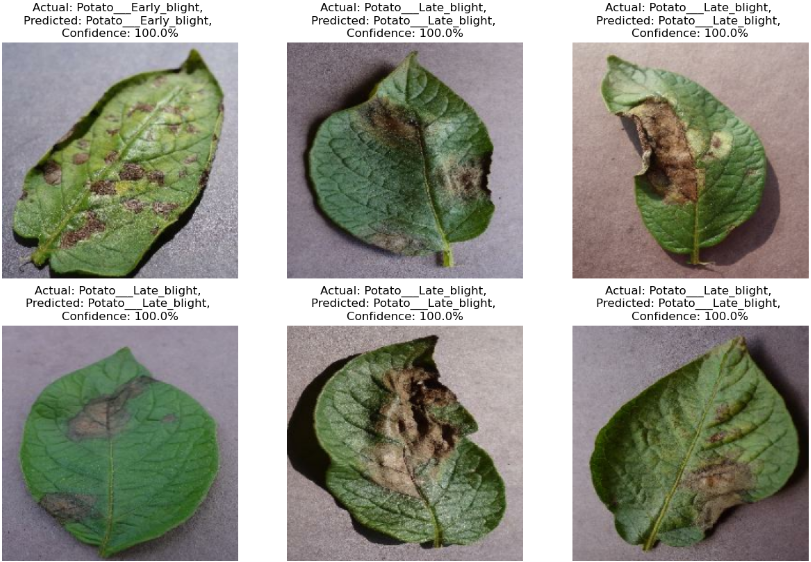 Actual: Potato___Early_blight,
Predicted: Potato___Early_blight,
Confidence: 100.0%
Actual: Potato___Late_blight,
Predicted: Potato___Late_blight,
Confidence: 100.0%
Actual: Potato___Late_blight,
Predicted: Potato___Late_blight,
Confidence: 100.0%
Actual: Potato___Late_blight,
Predicted: Potato___Late_blight,
Confidence: 100.0%
Actual: Potato___Late_blight,
Predicted: Potato___Late_blight,
Confidence: 100.0%
Actual: Potato___Late_blight,
Predicted: Potato___Late_blight,
Confidence: 100.0%